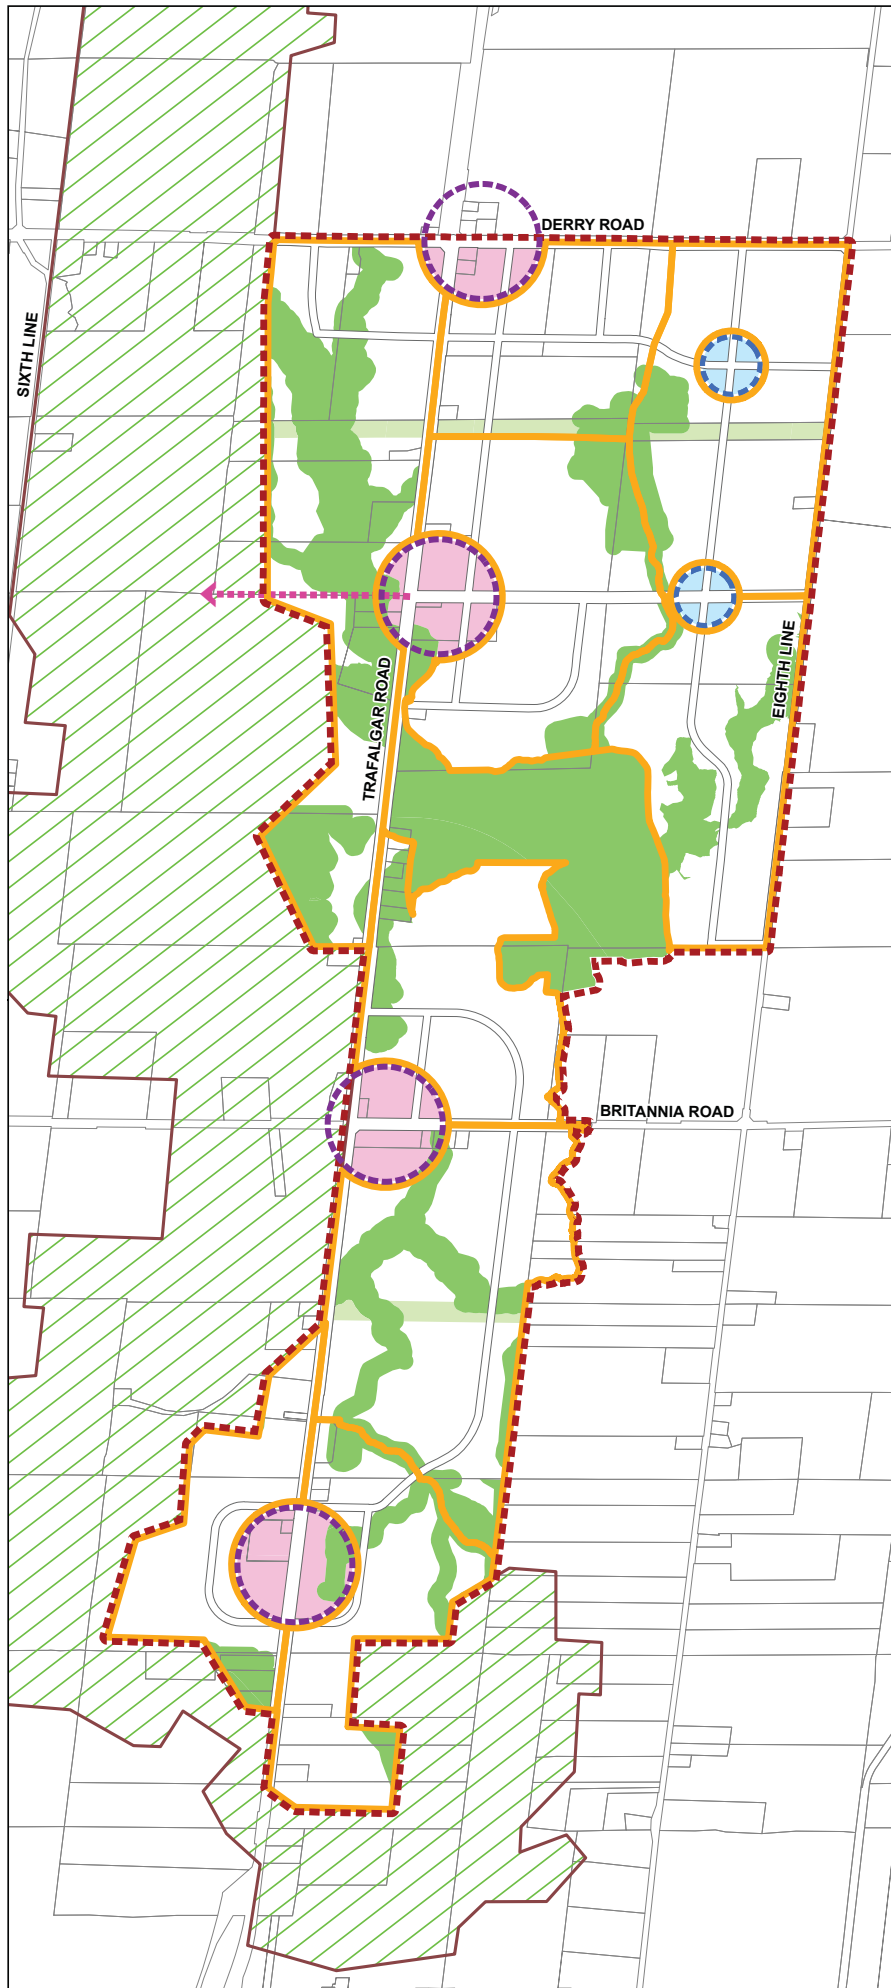 DERRY ROAD
SIXTH LINE
EIGHTH LINE
TRAFALGAR ROAD
BRITANNIA ROAD